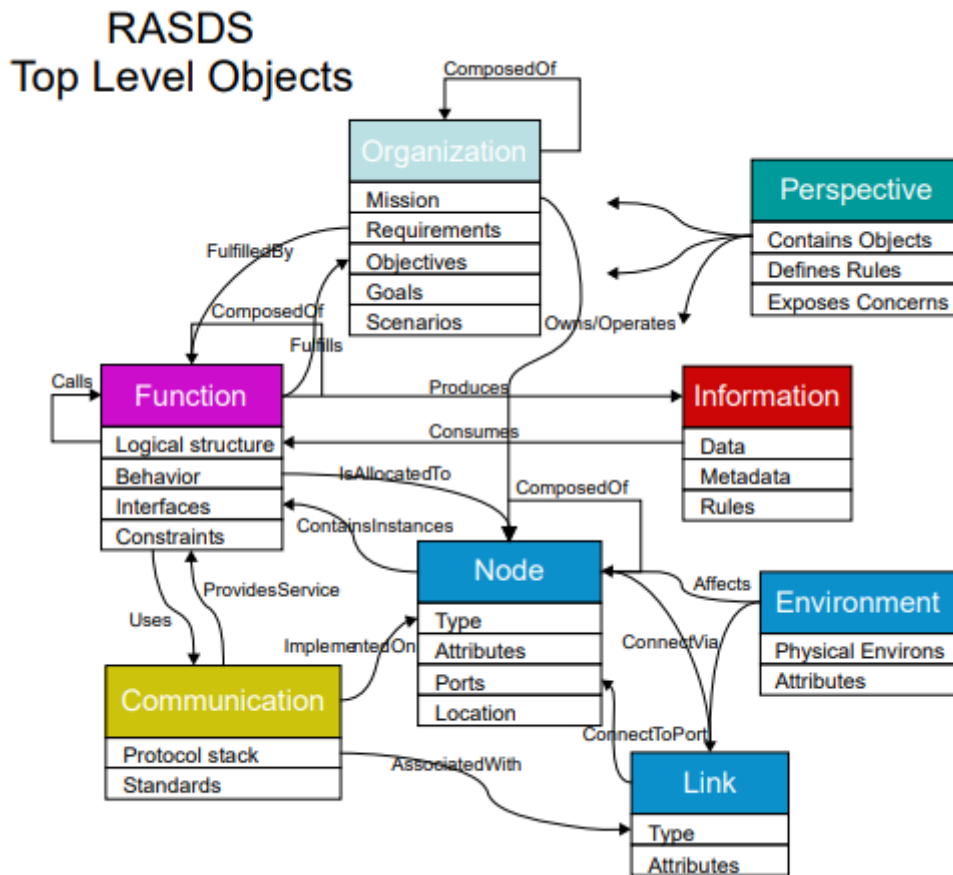 RASDS
Top Level Objects
ComposedOf
Organization
Mission
Requirements
Objectives
Goals
Scenarios
Perspective
Contains Objects
Defines Rules
Exposes Concerns
FulfilledBy
ComposedOf
Fulfills
Owns/Operates
Calls
Function
Logical structure
Behavior
Interfaces
Constraints
Produces
Consumes
Information
Data
Metadata
Rules
IsAllocatedTo
ComposedOf
ContainsInstances
Node
Type
Attributes
Ports
Location
Affects
Environment
Physical Environs
Attributes
ProvidesService
Uses
ImplementedOn
ConnectVia
Communication
Protocol stack
Standards
AssociatedWith
ConnectToPort
Link
Type
Attributes